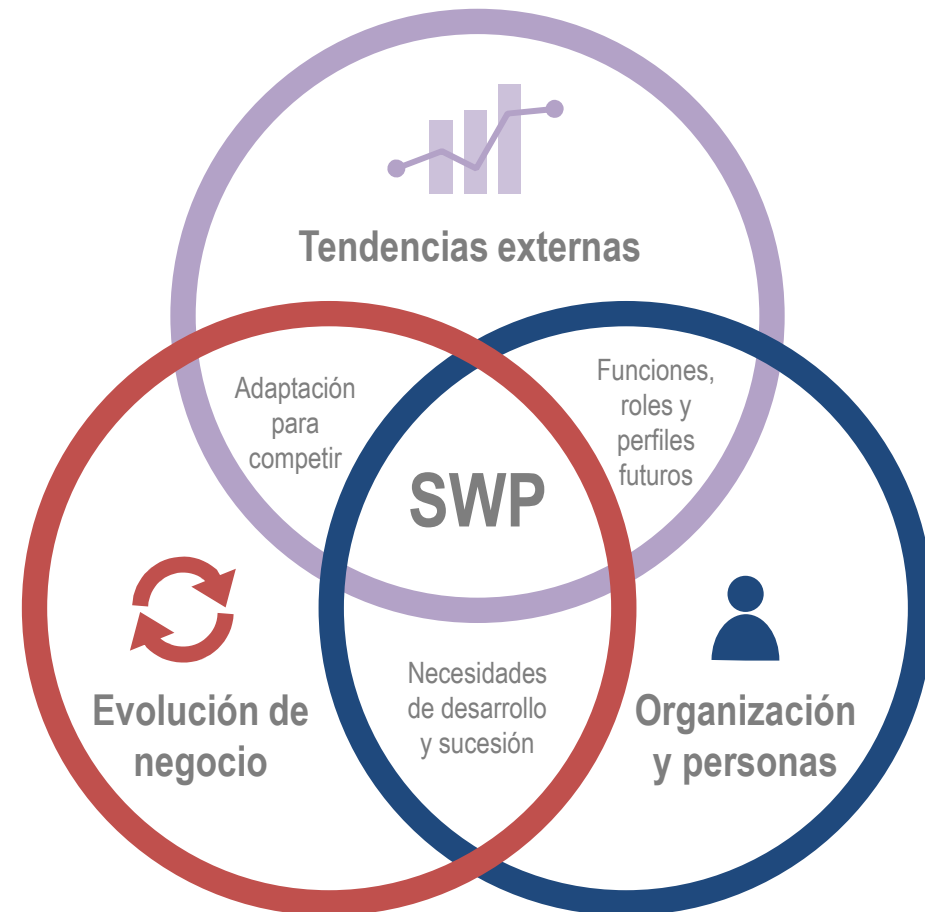 Tendencias externas
Adaptación
para
competir
Funciones,
roles y
perfiles
futuros
SWP
Evolución de
negocio
Necesidades
de desarrollo
y sucesión
Organización
y personas